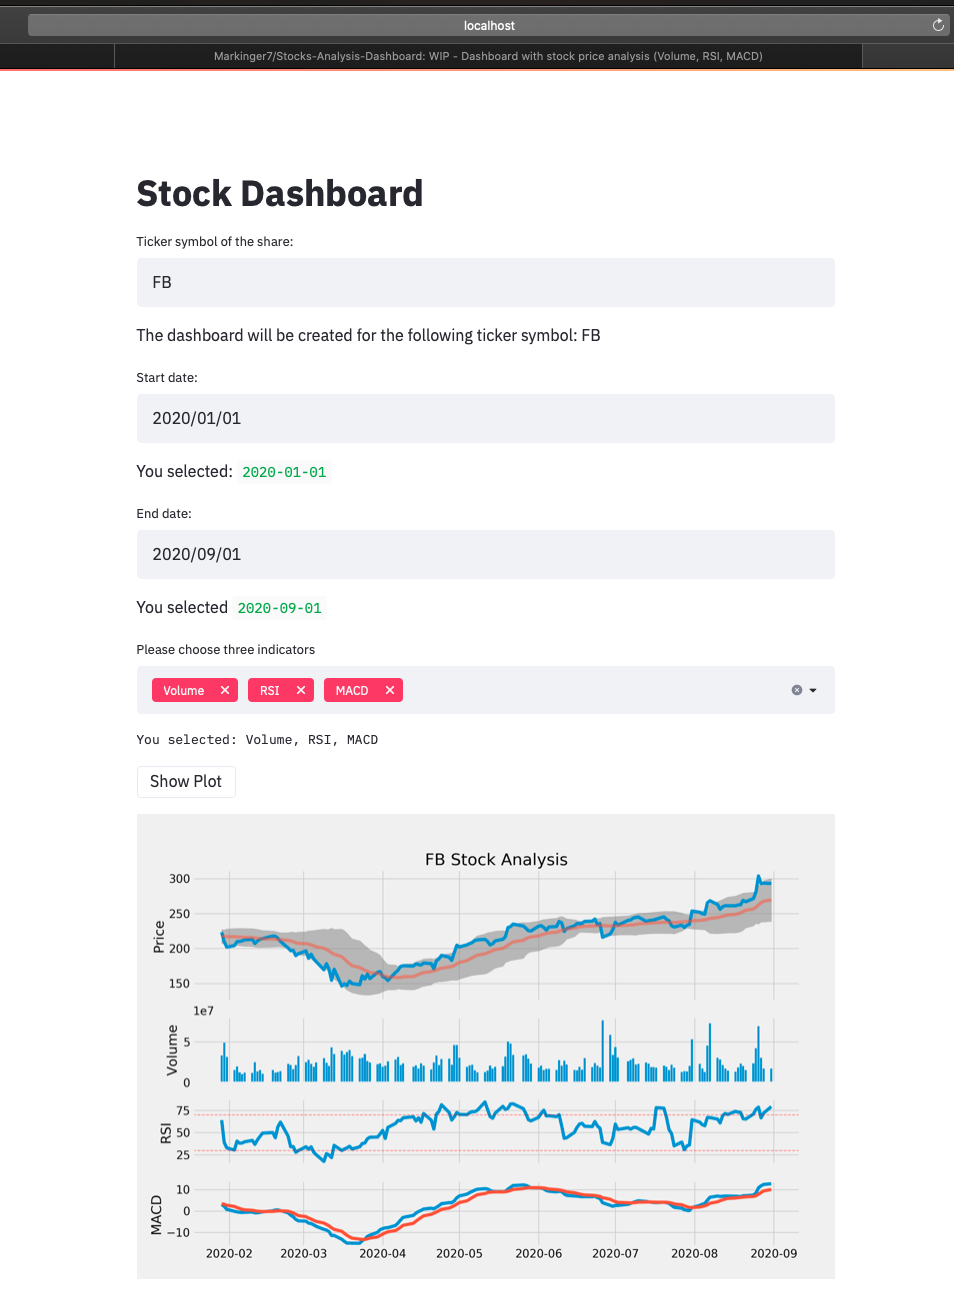 localhost
Markinger7/Stocks-Analysis-Dashboard: WIP - Dashboard with stock price analysis (Volume, RSI, MACD)
Stock Dashboard
Ticker symbol of the share:
FB
The dashboard will be created for the following ticker symbol: FB
Start date:
2020/01/01
You selected: 2020-01-01
End date:
2020/09/01
You selected 2020-09-01
Please choose three indicators
Volume × RSI × MACD ×
You selected: Volume, RSI, MACD
Show Plot
FB Stock Analysis
300
250
200
150
Price
1e7
5
0
Volume
75
50
25
RSI
10
0
−10
MACD
2020-02 2020-03 2020-04 2020-05 2020-06 2020-07 2020-08 2020-09